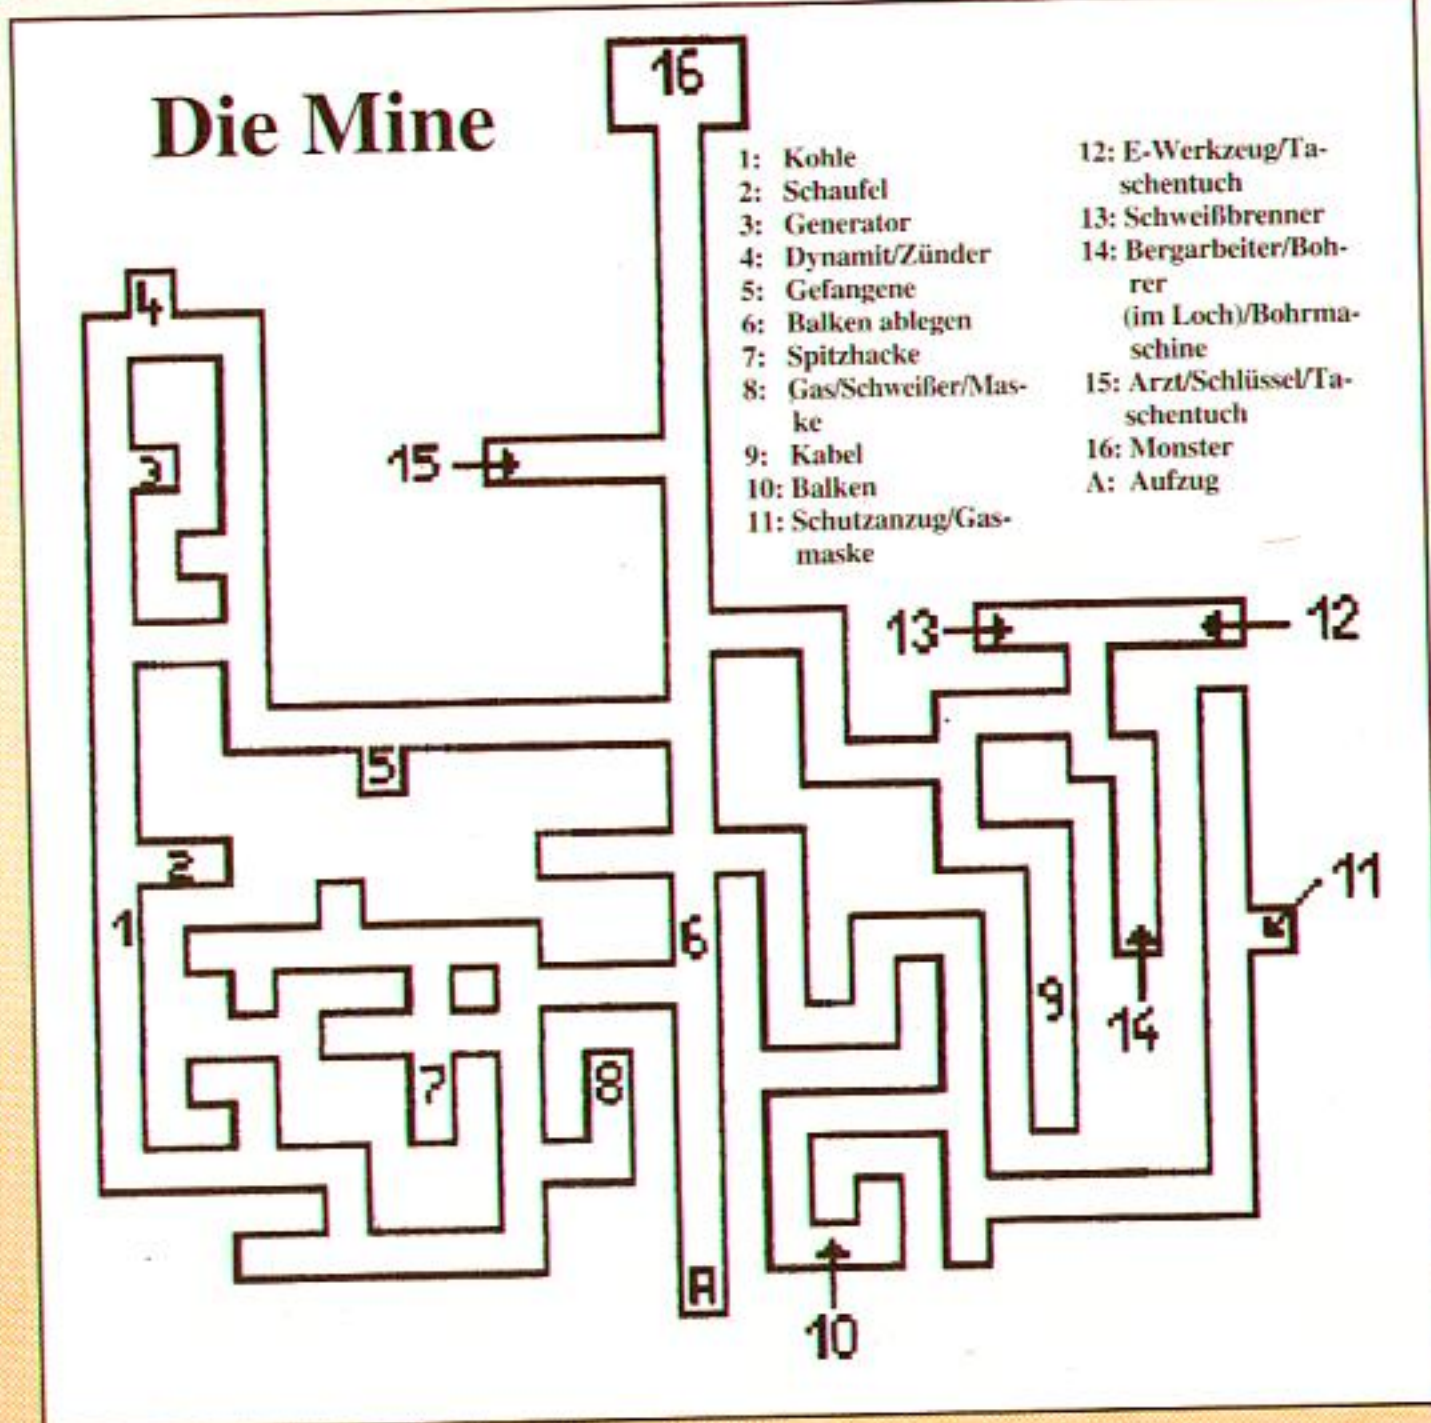 Die Mine
16
1: Kohle
2: Schaufel
3: Generator
4: Dynamit/Zünder
5: Gefangene
6: Balken ablegen
7: Spitzhacke
8: Gas/Schweißer/Mas-
ke
9: Kabel
10: Balken
11: Schutzanzug/Gas-
maske
12: E-Werkzeug/Ta-
schentuch
13: Schweißbrenner
14: Bergarbeiter/Boh-
rer
(im Loch)/Bohrma-
schine
15: Arzt/Schlüssel/Ta-
schentuch
16: Monster
A: Aufzug
4
3
15
13
12
5
2
11
1
6
9
14
7
8
A
10